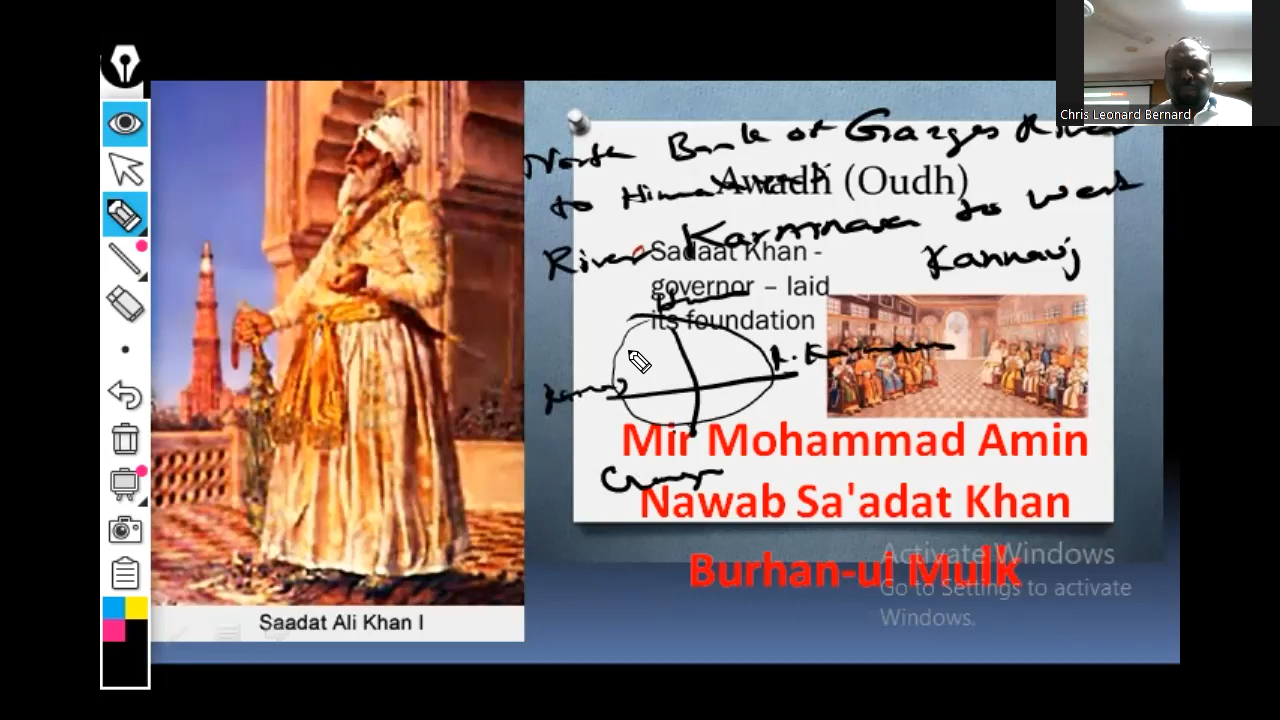 Chris Leonard Bernard
North Bank of Ganges River
Awadh (Oudh)
to Himalayas
River Karmnasa to west
Kannauj
Sadaat Khan -
governor – laid
its foundation
Mir Mohammad Amin
Nawab Sa'adat Khan
Burhan-ul Mulk
Activate Windows
Go to Settings to activate
Windows.
Saadat Ali Khan I